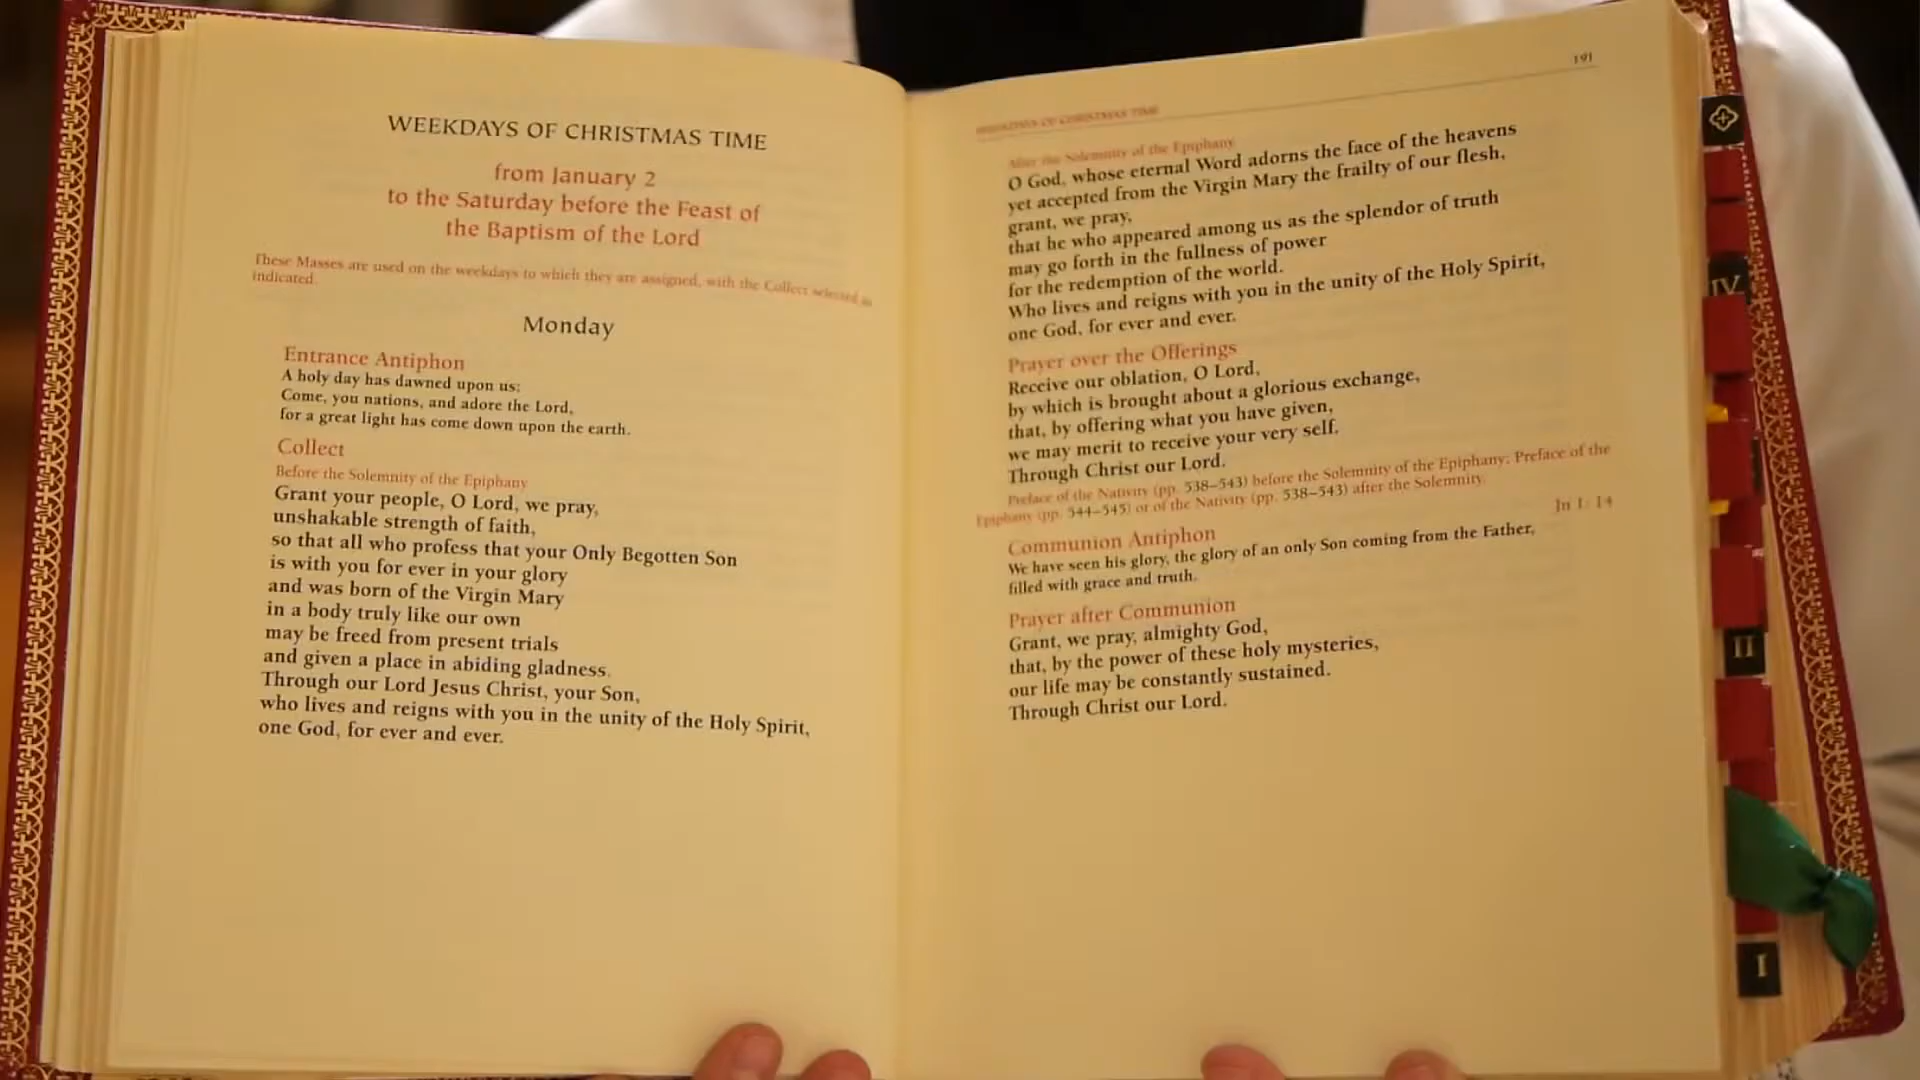 WEEKDAYS OF CHRISTMAS TIME
from January 2
to the Saturday before the Feast of
the Baptism of the Lord
These Masses are used on the weekdays to which they are assigned, with the Collect selected as
indicated.
Monday
Entrance Antiphon
A holy day has dawned upon us:
Come, you nations, and adore the Lord,
for a great light has come down upon the earth.
Collect
Before the Solemnity of the Epiphany
Grant your people, O Lord, we pray,
unshakable strength of faith,
so that all who profess that your Only Begotten Son
is with you for ever in your glory
and was born of the Virgin Mary
in a body truly like our own
may be freed from present trials
and given a place in abiding gladness.
Through our Lord Jesus Christ, your Son,
who lives and reigns with you in the unity of the Holy Spirit,
one God, for ever and ever.
191
WEEKDAYS OF CHRISTMAS TIME
After the Solemnity of the Epiphany
O God, whose eternal Word adorns the face of the heavens
yet accepted from the Virgin Mary the frailty of our flesh,
grant, we pray,
that he who appeared among us as the splendor of truth
may go forth in the fullness of power
for the redemption of the world.
Who lives and reigns with you in the unity of the Holy Spirit,
one God, for ever and ever.
Prayer over the Offerings
Receive our oblation, O Lord,
by which is brought about a glorious exchange,
that, by offering what you have given,
we may merit to receive your very self.
Through Christ our Lord.
Preface of the Nativity (pp. 538–543) before the Solemnity of the Epiphany; Preface of the
Epiphany (pp. 544–545) or of the Nativity (pp. 538–543) after the Solemnity.
Communion Antiphon
Jn 1: 14
We have seen his glory, the glory of an only Son coming from the Father,
filled with grace and truth.
Prayer after Communion
Grant, we pray, almighty God,
that, by the power of these holy mysteries,
our life may be constantly sustained.
Through Christ our Lord.
IV
II
I